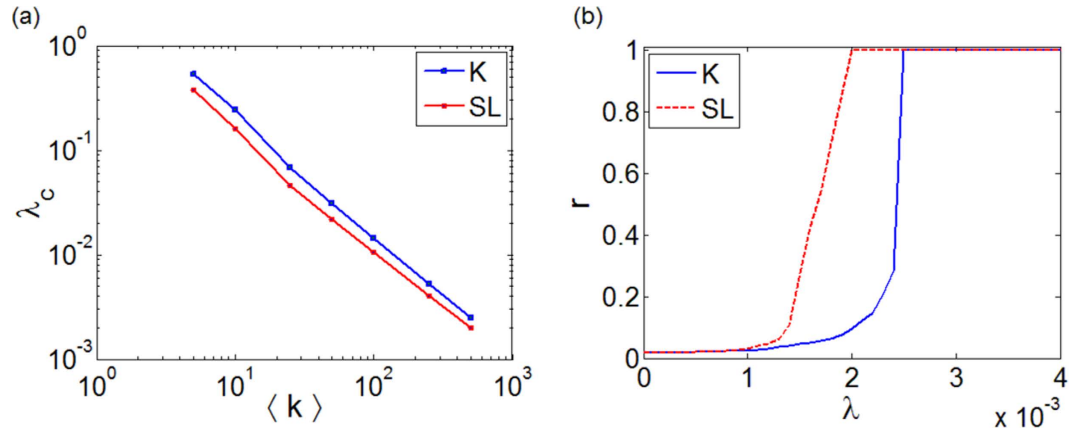 (a)
10^0
10^-1
10^-2
10^-3
λ_c
K
SL
10^0 10^1 10^2 10^3
⟨ k ⟩
(b)
1
0.8
0.6
0.4
0.2
0
r
K
SL
0 1 2 3 4
λ
x 10^-3